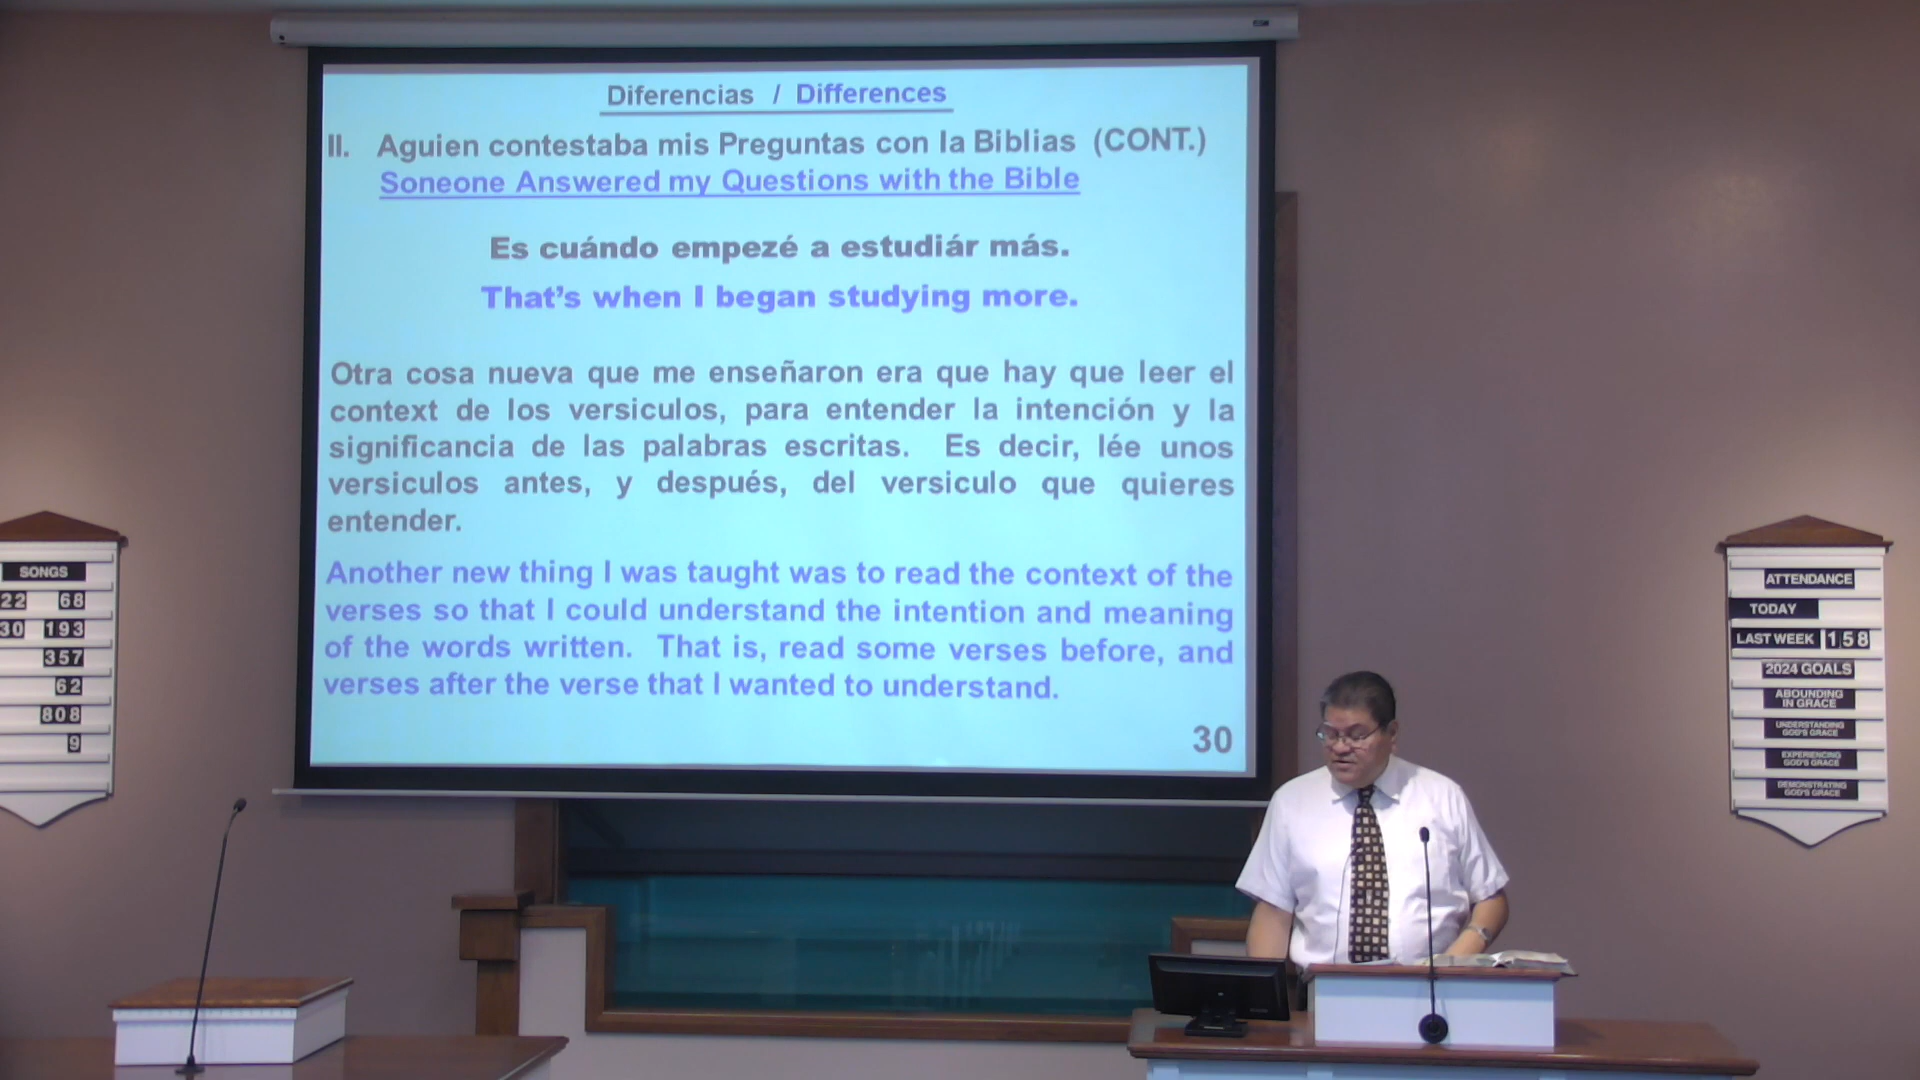 Diferencias / Differences
II. Aguien contestaba mis Preguntas con la Biblias (CONT.)
Soneone Answered my Questions with the Bible
Es cuándo empezé a estudiár más.
That's when I began studying more.
Otra cosa nueva que me enseñaron era que hay que leer el
context de los versiculos, para entender la intención y la
significancia de las palabras escritas. Es decir, lée unos
versiculos antes, y después, del versiculo que quieres
entender.
Another new thing I was taught was to read the context of the
verses so that I could understand the intention and meaning
of the words written. That is, read some verses before, and
verses after the verse that I wanted to understand.
30
SONGS
22 68
30 193
357
62
808
9
ATTENDANCE
TODAY
LAST WEEK 158
2024 GOALS
ABOUNDING
IN GRACE
UNDERSTANDING
GOD'S GRACE
EXPERIENCING
GOD'S GRACE
DEMONSTRATING
GOD'S GRACE